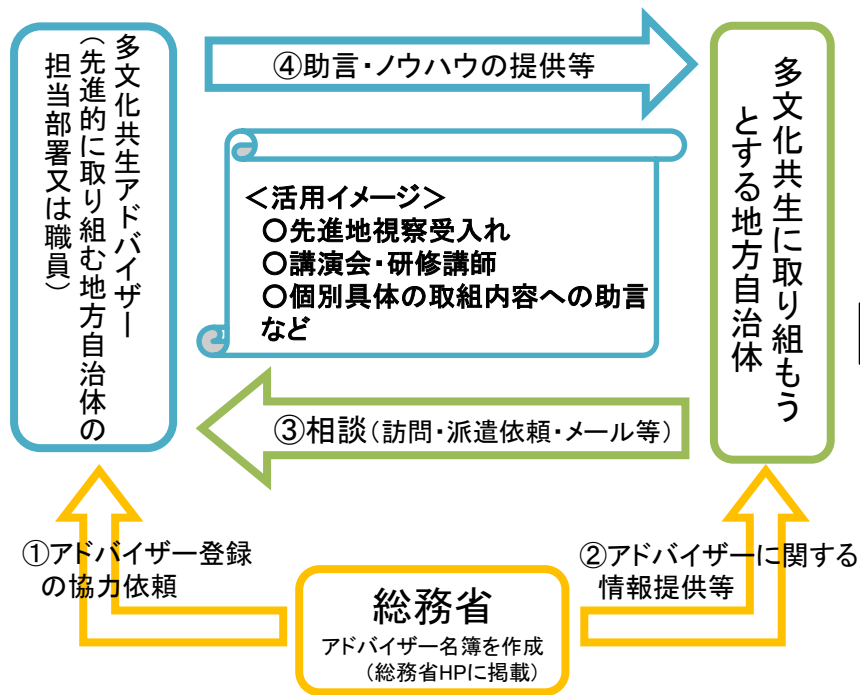 多文化共生アドバイザー
（先進的に取り組む地方自治体の
担当部署又は職員）
④助言・ノウハウの提供等
＜活用イメージ＞
○先進地視察受入れ
○講演会・研修講師
○個別具体の取組内容への助言
など
③相談（訪問・派遣依頼・メール等）
多文化共生に取り組もう
とする地方自治体
①アドバイザー登録
の協力依頼
②アドバイザーに関する
情報提供等
総務省
アドバイザー名簿を作成
（総務省HPに掲載）